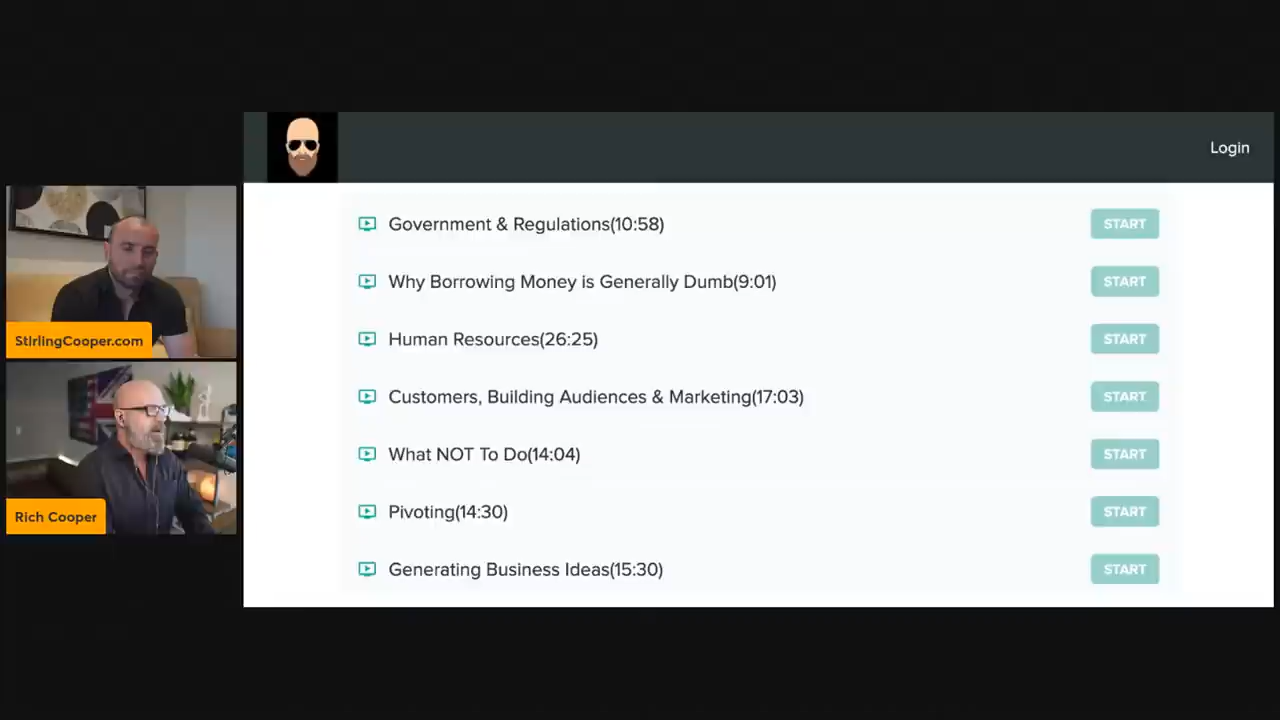 Login
Government & Regulations(10:58)
START
Why Borrowing Money is Generally Dumb(9:01)
START
Human Resources(26:25)
START
Customers, Building Audiences & Marketing(17:03)
START
What NOT To Do(14:04)
START
Pivoting(14:30)
START
Generating Business Ideas(15:30)
START
StirlingCooper.com
Rich Cooper